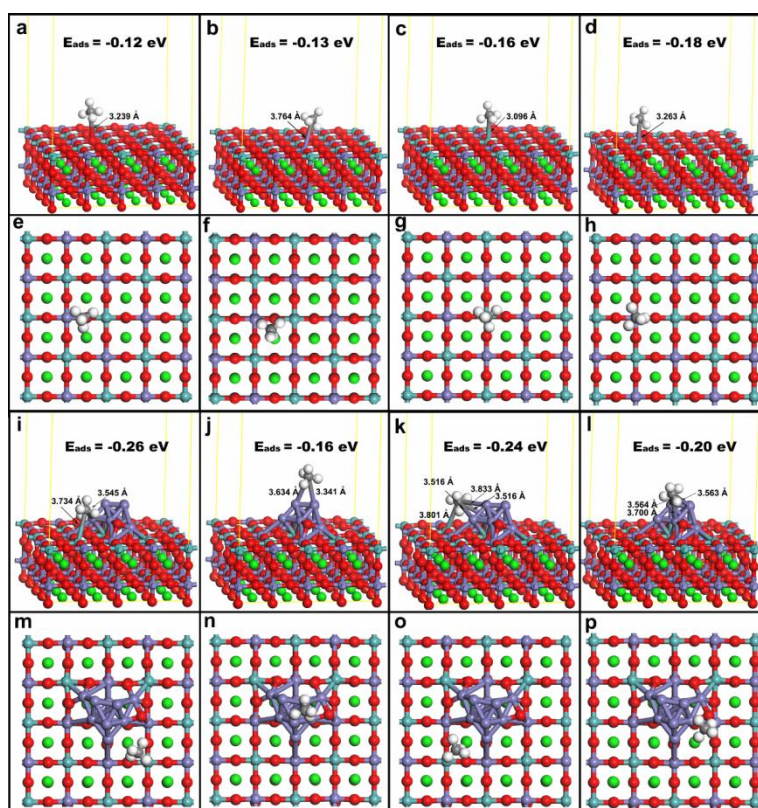 a
Eads = -0.12 eV
3.239 Å
b
Eads = -0.13 eV
3.764 Å
c
Eads = -0.16 eV
3.096 Å
d
Eads = -0.18 eV
3.263 Å
e
f
g
h
i
Eads = -0.26 eV
3.545 Å
3.734 Å
j
Eads = -0.16 eV
3.634 Å
3.341 Å
k
Eads = -0.24 eV
3.516 Å
3.833 Å
3.516 Å
3.801 Å
l
Eads = -0.20 eV
3.564 Å
3.563 Å
3.700 Å
m
n
o
p